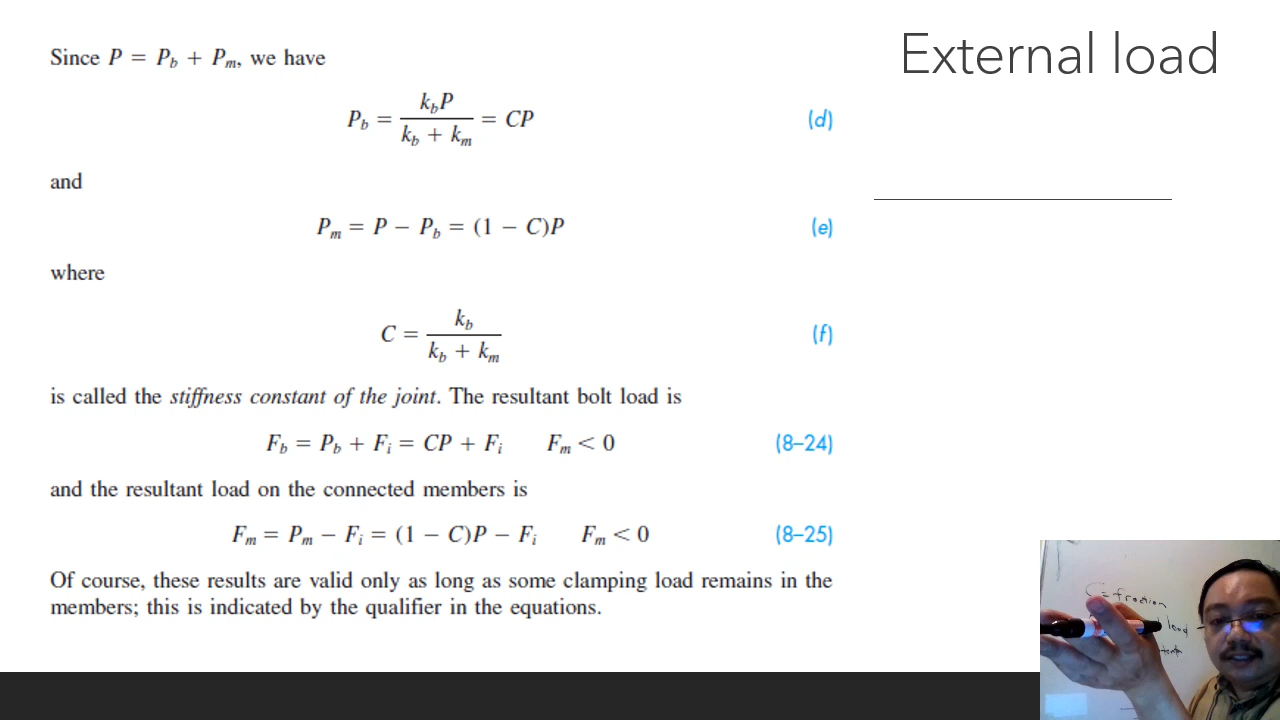 External load
Since P = P_b + P_m, we have
P_b = k_b P / (k_b + k_m) = CP (d)
and
P_m = P − P_b = (1 − C)P (e)
where
C = k_b / (k_b + k_m) (f)
is called the stiffness constant of the joint. The resultant bolt load is
F_b = P_b + F_i = CP + F_i F_m < 0 (8–24)
and the resultant load on the connected members is
F_m = P_m − F_i = (1 − C)P − F_i F_m < 0 (8–25)
Of course, these results are valid only as long as some clamping load remains in the
members; this is indicated by the qualifier in the equations.
C = fraction
load